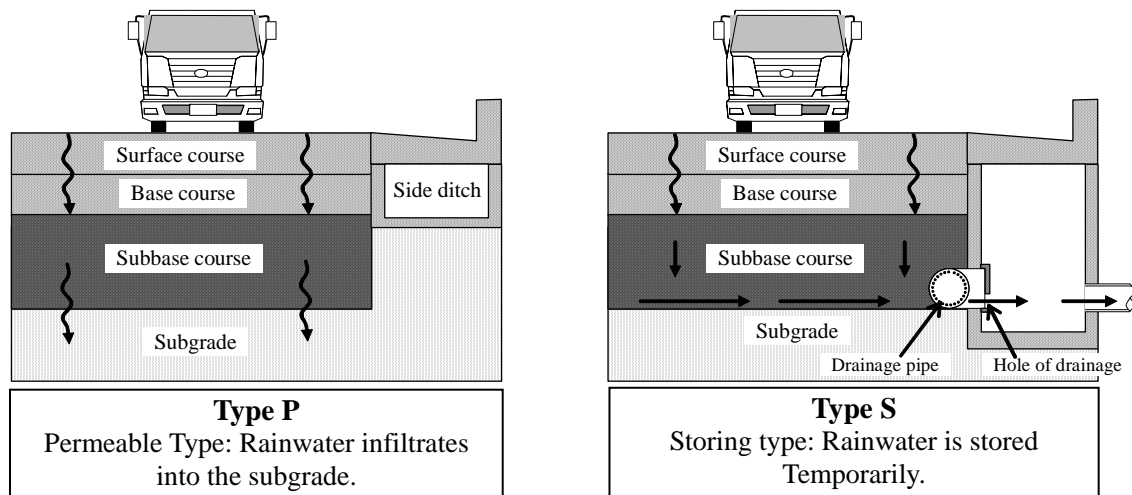 Surface course
Base course
Side ditch
Subbase course
Subgrade
Type P
Permeable Type: Rainwater infiltrates
into the subgrade.
Surface course
Base course
Subbase course
Subgrade
Drainage pipe
Hole of drainage
Type S
Storing type: Rainwater is stored
Temporarily.